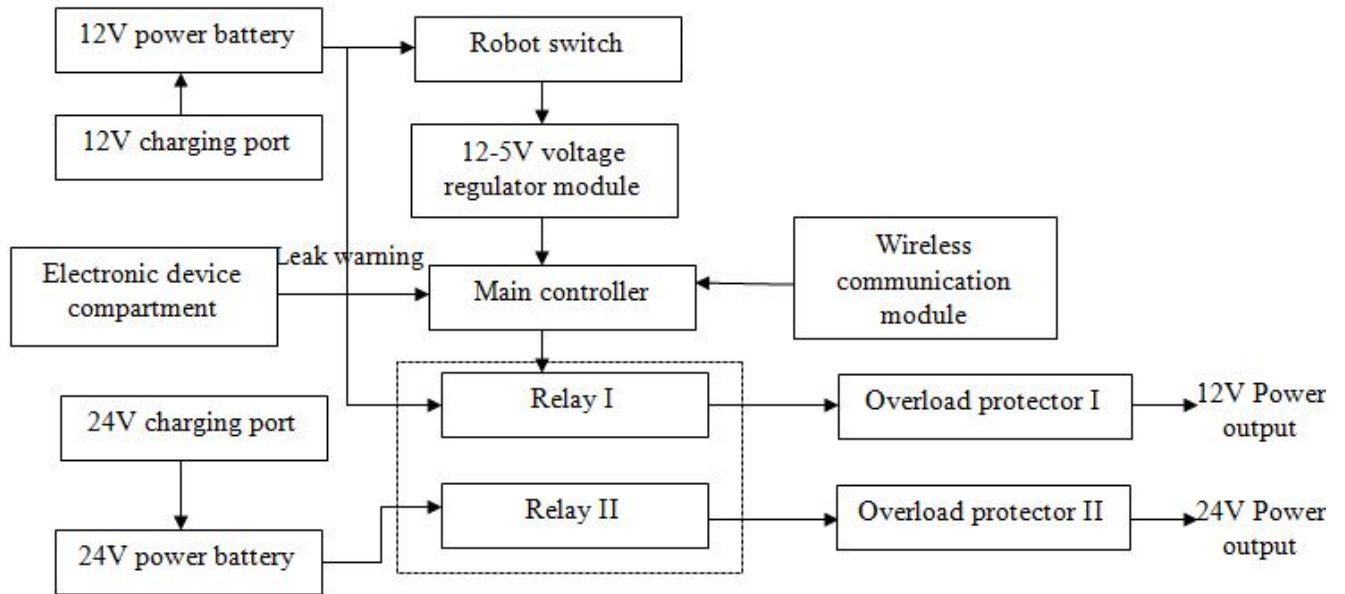 12V power battery
Robot switch
12V charging port
12-5V voltage
regulator module
Electronic device
compartment
Leak warning
Main controller
Wireless
communication
module
Relay I
Overload protector I
12V Power
output
24V charging port
Relay II
Overload protector II
24V Power
output
24V power battery